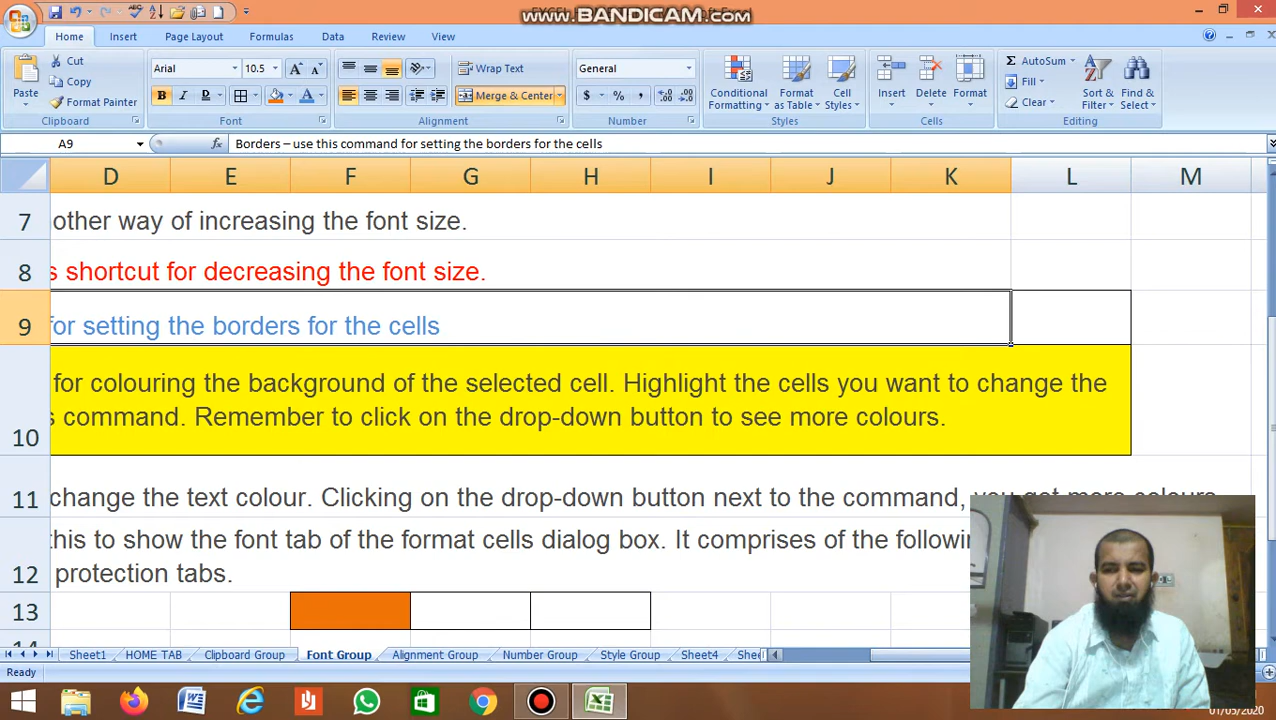 www.BANDICAM.com
Home Insert Page Layout Formulas Data Review View
Cut
Copy
Format Painter
Paste
Clipboard
Arial 10.5
Font
Wrap Text
Merge & Center
Alignment
General
Number
Conditional Formatting
Format as Table
Cell Styles
Styles
Insert Delete Format
Cells
AutoSum
Fill
Clear
Sort & Filter
Find & Select
Editing
A9 fx Borders – use this command for setting the borders for the cells
D E F G H I J K L M
7 other way of increasing the font size.
8 s shortcut for decreasing the font size.
9 for setting the borders for the cells
10 for colouring the background of the selected cell. Highlight the cells you want to change the
s command. Remember to click on the drop-down button to see more colours.
11 change the text colour. Clicking on the drop-down button next to the command,
12 this to show the font tab of the format cells dialog box. It comprises of the
protection tabs.
13
Sheet1 HOME TAB Clipboard Group Font Group Alignment Group Number Group Style Group Sheet4
Ready
01/05/2020